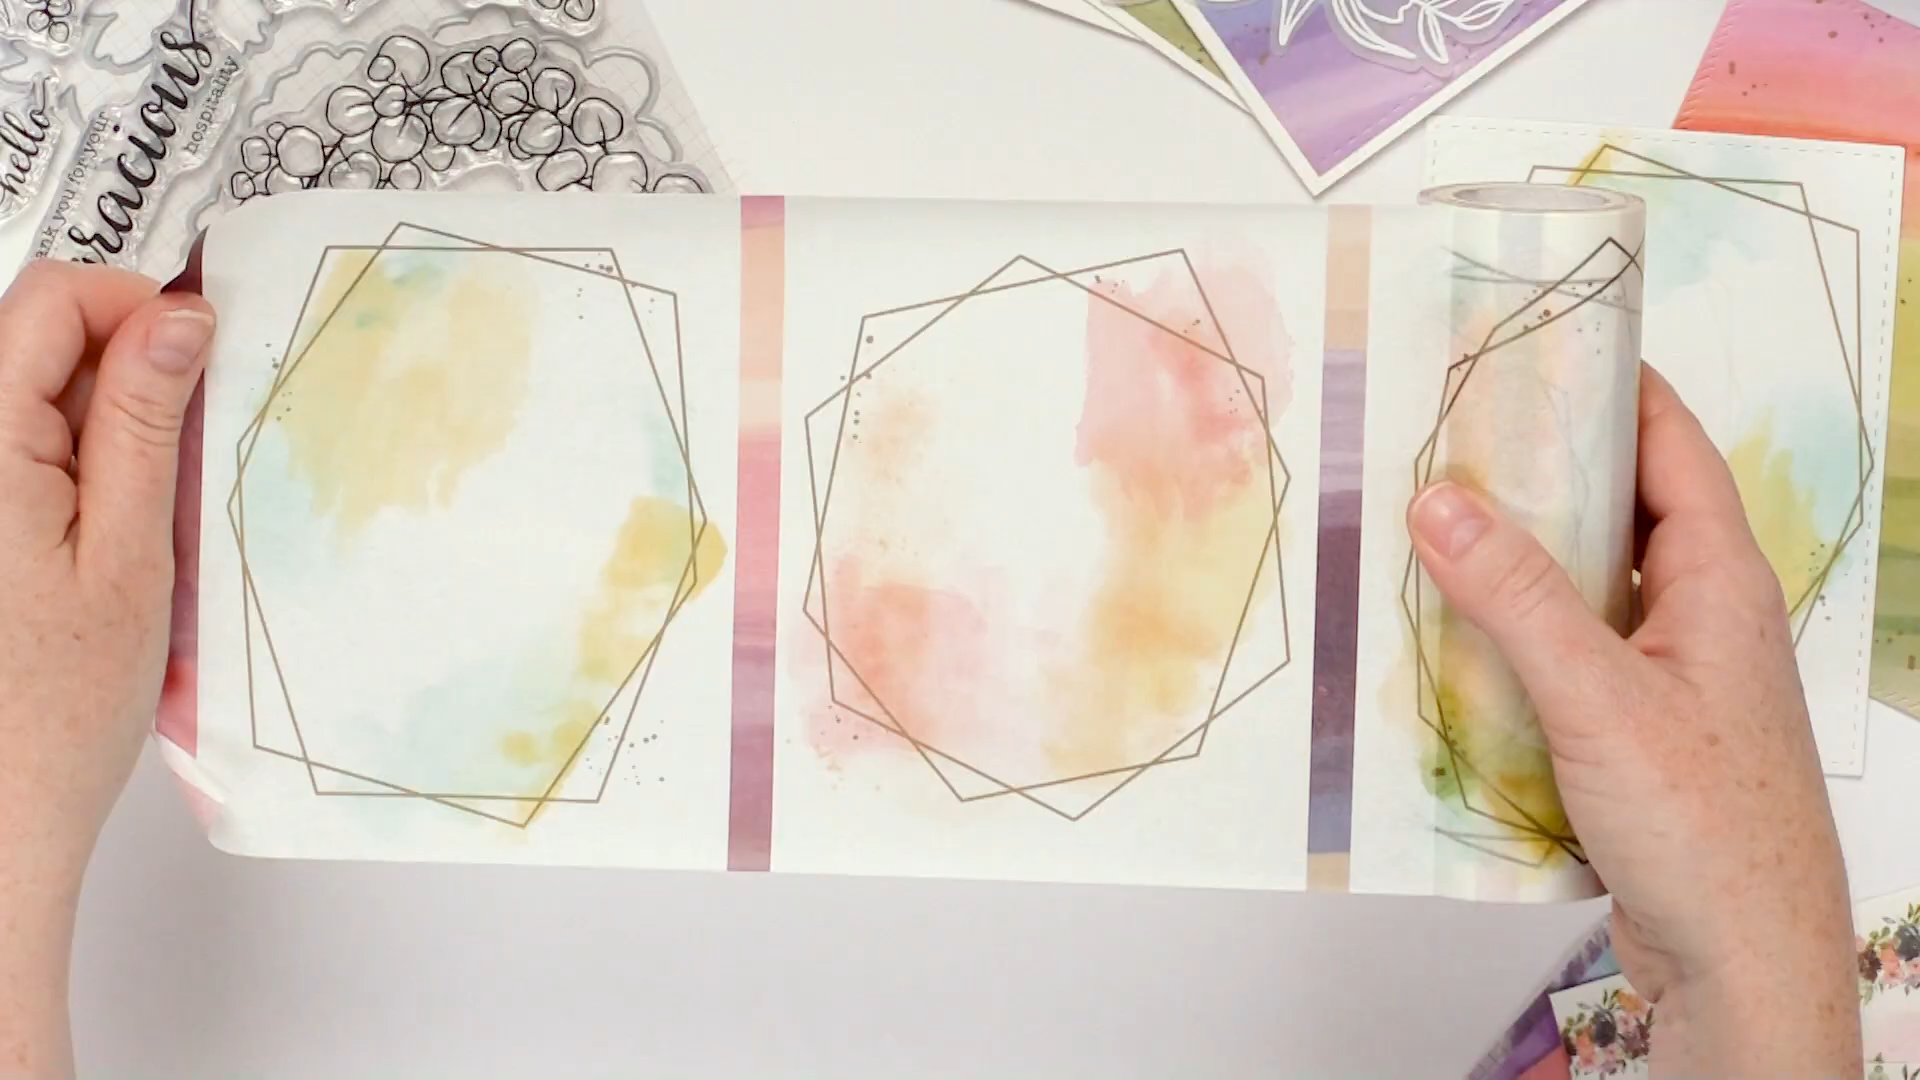 hello
thank you for your
gracious
hospitality